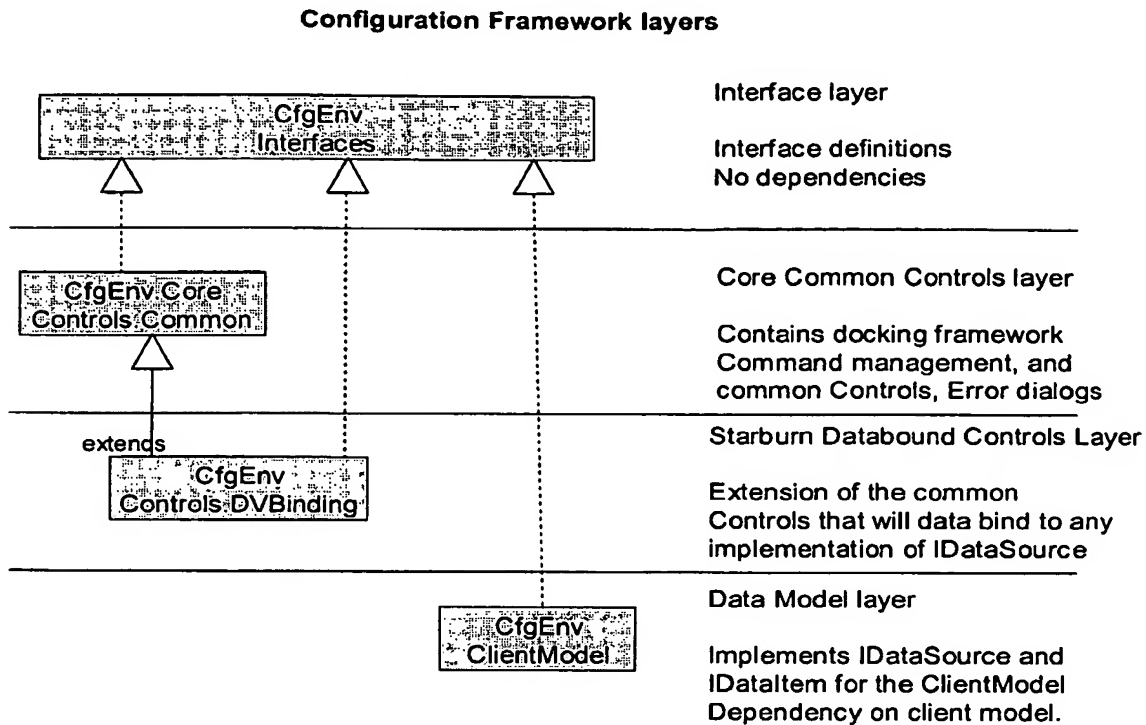 Configuration Framework layers
CfgEnv
Interfaces
Interface layer
Interface definitions
No dependencies
CfgEnv.Core
Controls.Common
Core Common Controls layer
Contains docking framework
Command management, and
common Controls, Error dialogs
extends
CfgEnv
Controls.DVBinding
Starburn Databound Controls Layer
Extension of the common
Controls that will data bind to any
implementation of IDataSource
CfgEnv
ClientModel
Data Model layer
Implements IDataSource and
IDataItem for the ClientModel
Dependency on client model.